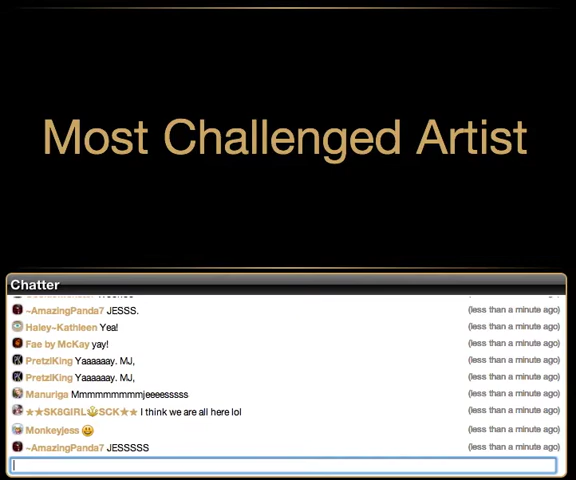 Most Challenged Artist
Chatter
~AmazingPanda7 JESSS. (less than a minute ago)
Haley~Kathleen Yea! (less than a minute ago)
Fae by McKay yay! (less than a minute ago)
PretzlKing Yaaaaaay. MJ, (less than a minute ago)
PretzlKing Yaaaaaay. MJ, (less than a minute ago)
Manuriga Mmmmmmmmmjeeeesssss (less than a minute ago)
★★SK8GIRL⚓SCK★★ I think we are all here lol (less than a minute ago)
Monkeyjess 😀 (less than a minute ago)
~AmazingPanda7 JESSSSS (less than a minute ago)